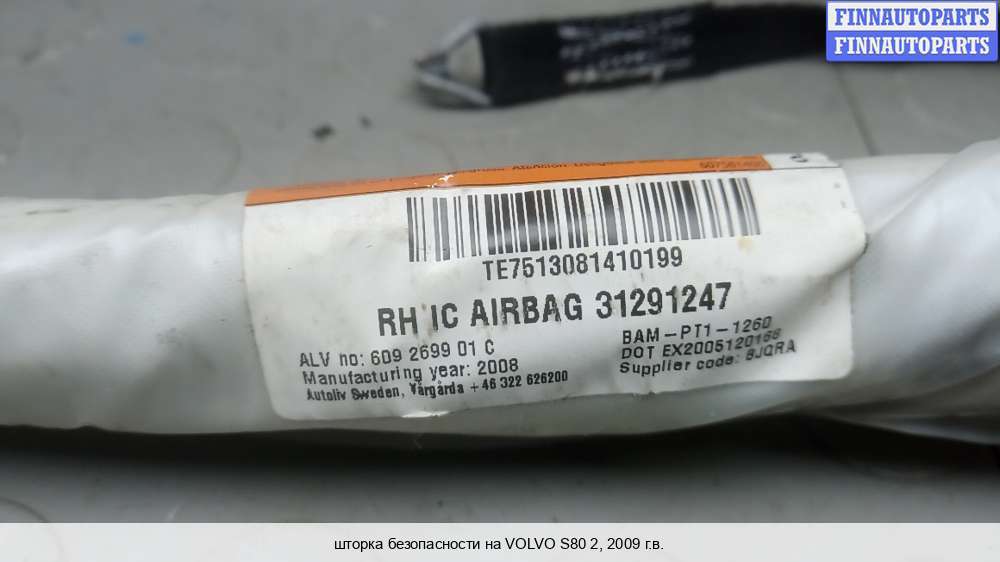 FINNAUTOPARTS
FINNAUTOPARTS
TE7513081410199
RH IC AIRBAG 31291247
ALV no: 609 2699 01 C
Manufacturing year: 2008
Autoliv Sweden, Vårgårda +46 322 626200
BAM-PT1-1260
DOT EX2005120168
Supplier code: BJQRA
шторка безопасности на VOLVO S80 2, 2009 г.в.